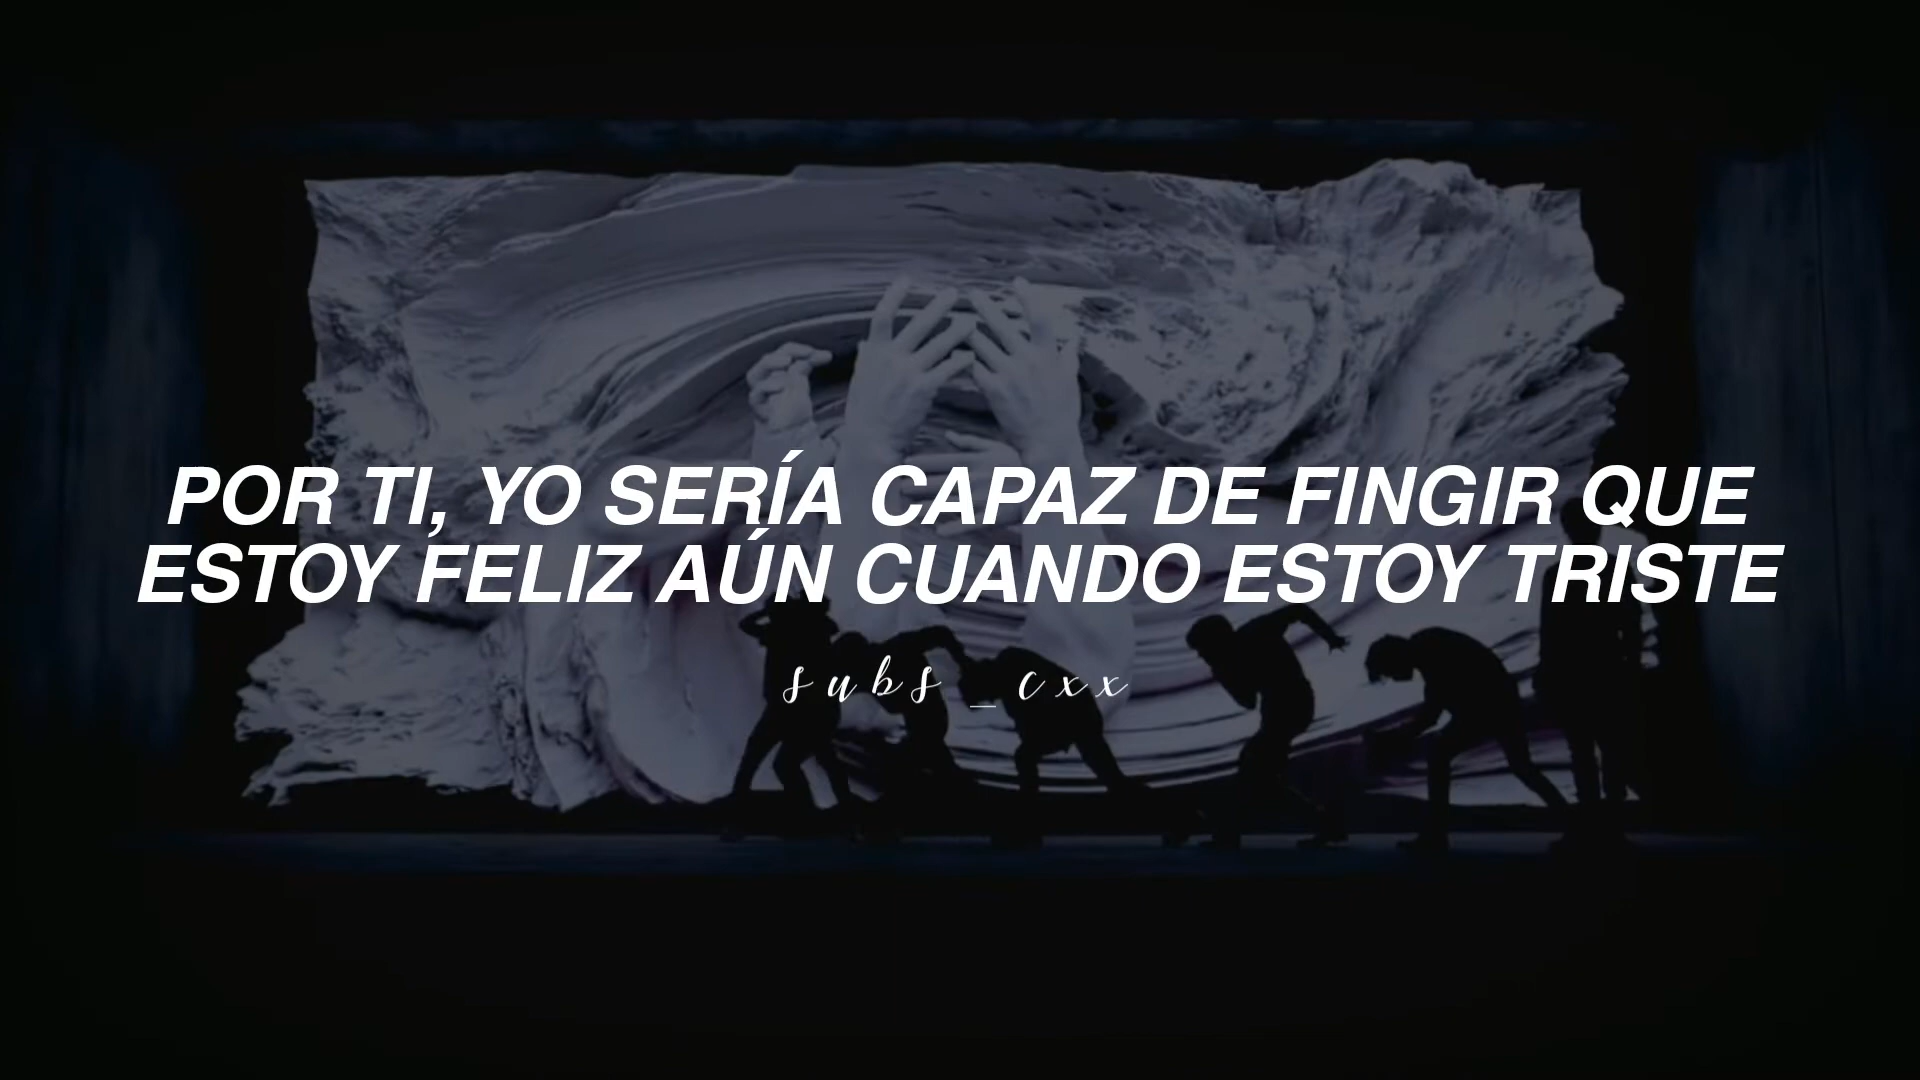 POR TI, YO SERÍA CAPAZ DE FINGIR QUE
ESTOY FELIZ AÚN CUANDO ESTOY TRISTE
subs_cxx